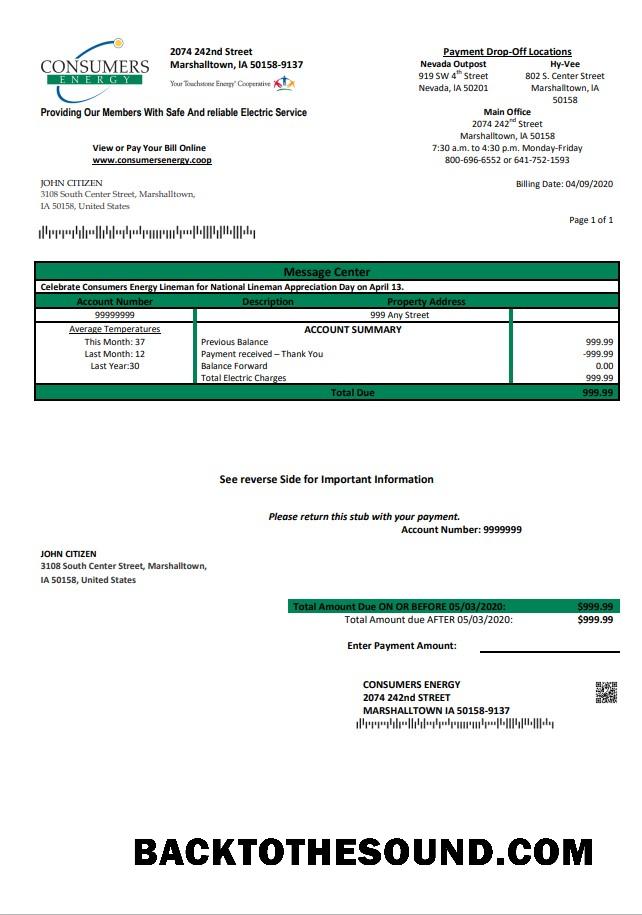 CONSUMERS
ENERGY
2074 242nd Street
Marshalltown, IA 50158-9137
Your Touchstone Energy® Cooperative
Providing Our Members With Safe And reliable Electric Service
View or Pay Your Bill Online
www.consumersenergy.coop
Payment Drop-Off Locations
Nevada Outpost
919 SW 4th Street
Nevada, IA 50201
Hy-Vee
802 S. Center Street
Marshalltown, IA
50158
Main Office
2074 242nd Street
Marshalltown, IA 50158
7:30 a.m. to 4:30 p.m. Monday-Friday
800-696-6552 or 641-752-1593
JOHN CITIZEN
3108 South Center Street, Marshalltown,
IA 50158, United States
Billing Date: 04/09/2020
Page 1 of 1
Message Center
Celebrate Consumers Energy Lineman for National Lineman Appreciation Day on April 13.
Account Number Description Property Address
99999999 999 Any Street
Average Temperatures ACCOUNT SUMMARY
This Month: 37 Previous Balance 999.99
Last Month: 12 Payment received – Thank You -999.99
Last Year:30 Balance Forward 0.00
Total Electric Charges 999.99
Total Due 999.99
See reverse Side for Important Information
Please return this stub with your payment.
Account Number: 9999999
JOHN CITIZEN
3108 South Center Street, Marshalltown,
IA 50158, United States
Total Amount Due ON OR BEFORE 05/03/2020: $999.99
Total Amount due AFTER 05/03/2020: $999.99
Enter Payment Amount:
CONSUMERS ENERGY
2074 242nd STREET
MARSHALLTOWN IA 50158-9137
BACKTOTHESOUND.COM